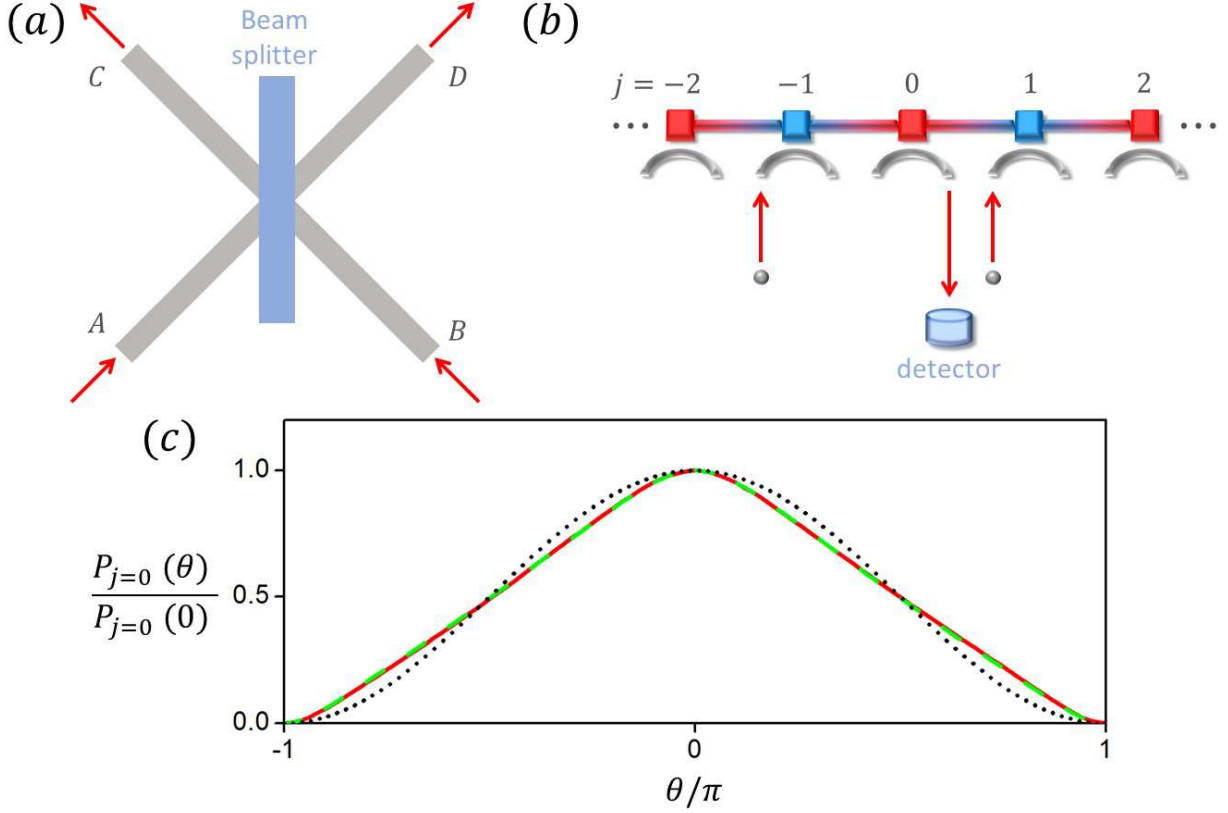 (a)
Beam
splitter
C
D
A
B
(b)
j = −2 −1 0 1 2
··· ···
detector
(c)
1.0
0.5
0.0
P_{j=0} (θ)
P_{j=0} (0)
-1 0 1
θ/π